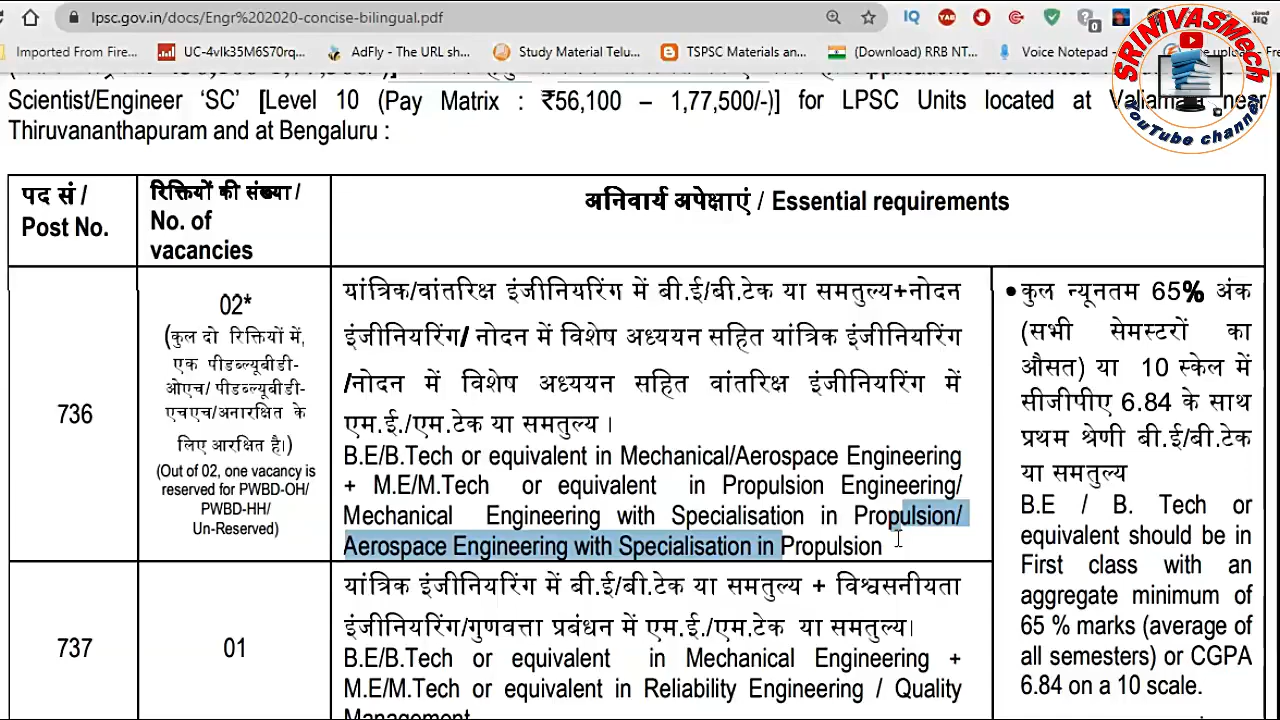 lpsc.gov.in/docs/Engr%202020-concise-bilingual.pdf
Imported From Fire...
UC-4vIk35M6S70rq...
AdFly - The URL sh...
Study Material Telu...
TSPSC Materials an...
(Download) RRB NT...
Voice Notepad
SRINIVASMech
YouTube channel
Scientist/Engineer ‘SC’ [Level 10 (Pay Matrix : ₹56,100 – 1,77,500/-)] for LPSC Units located at Valiamala near
Thiruvananthapuram and at Bengaluru :
पद सं /
Post No.
रिक्तियों की संख्या /
No. of
vacancies
अनिवार्य अपेक्षाएं / Essential requirements
736
02*
(कुल दो रिक्तियों में,
एक पीडब्ल्यूबीडी-
ओएच/ पीडब्ल्यूबीडी-
एचएच/अनारक्षित के
लिए आरक्षित है।)
(Out of 02, one vacancy is
reserved for PWBD-OH/
PWBD-HH/
Un-Reserved)
यांत्रिक/वांतरिक्ष इंजीनियरिंग में बी.ई/बी.टेक या समतुल्य+नोदन
इंजीनियरिंग/ नोदन में विशेष अध्ययन सहित यांत्रिक इंजीनियरिंग
/नोदन में विशेष अध्ययन सहित वांतरिक्ष इंजीनियरिंग में
एम.ई./एम.टेक या समतुल्य ।
B.E/B.Tech or equivalent in Mechanical/Aerospace Engineering
+ M.E/M.Tech or equivalent in Propulsion Engineering/
Mechanical Engineering with Specialisation in Propulsion/
Aerospace Engineering with Specialisation in Propulsion
• कुल न्यूनतम 65% अंक
(सभी सेमस्टरों का
औसत) या 10 स्केल में
सीजीपीए 6.84 के साथ
प्रथम श्रेणी बी.ई/बी.टेक
या समतुल्य
B.E / B. Tech or
equivalent should be in
First class with an
aggregate minimum of
65 % marks (average of
all semesters) or CGPA
6.84 on a 10 scale.
737
01
यांत्रिक इंजीनियरिंग में बी.ई/बी.टेक या समतुल्य + विश्वसनीयता
इंजीनियरिंग/गुणवत्ता प्रबंधन में एम.ई./एम.टेक या समतुल्य।
B.E/B.Tech or equivalent in Mechanical Engineering +
M.E/M.Tech or equivalent in Reliability Engineering / Quality
Management